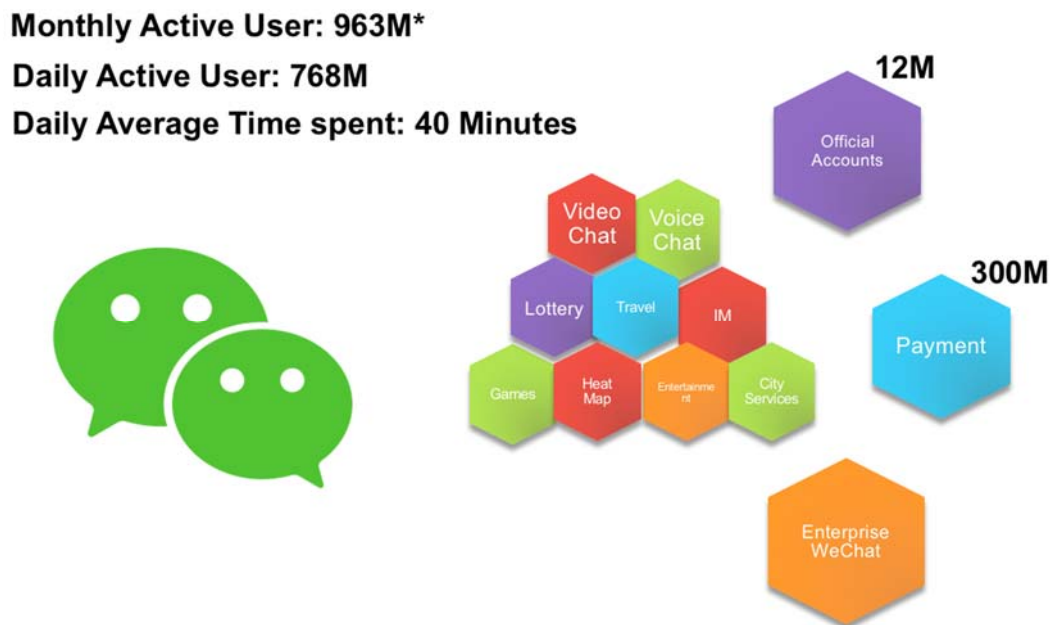 Monthly Active User: 963M*
Daily Active User: 768M
Daily Average Time spent: 40 Minutes
12M
Official
Accounts
Video
Chat
Voice
Chat
Lottery
Travel
IM
300M
Payment
Games
Heat
Map
Entertainme
nt
City
Services
Enterprise
WeChat